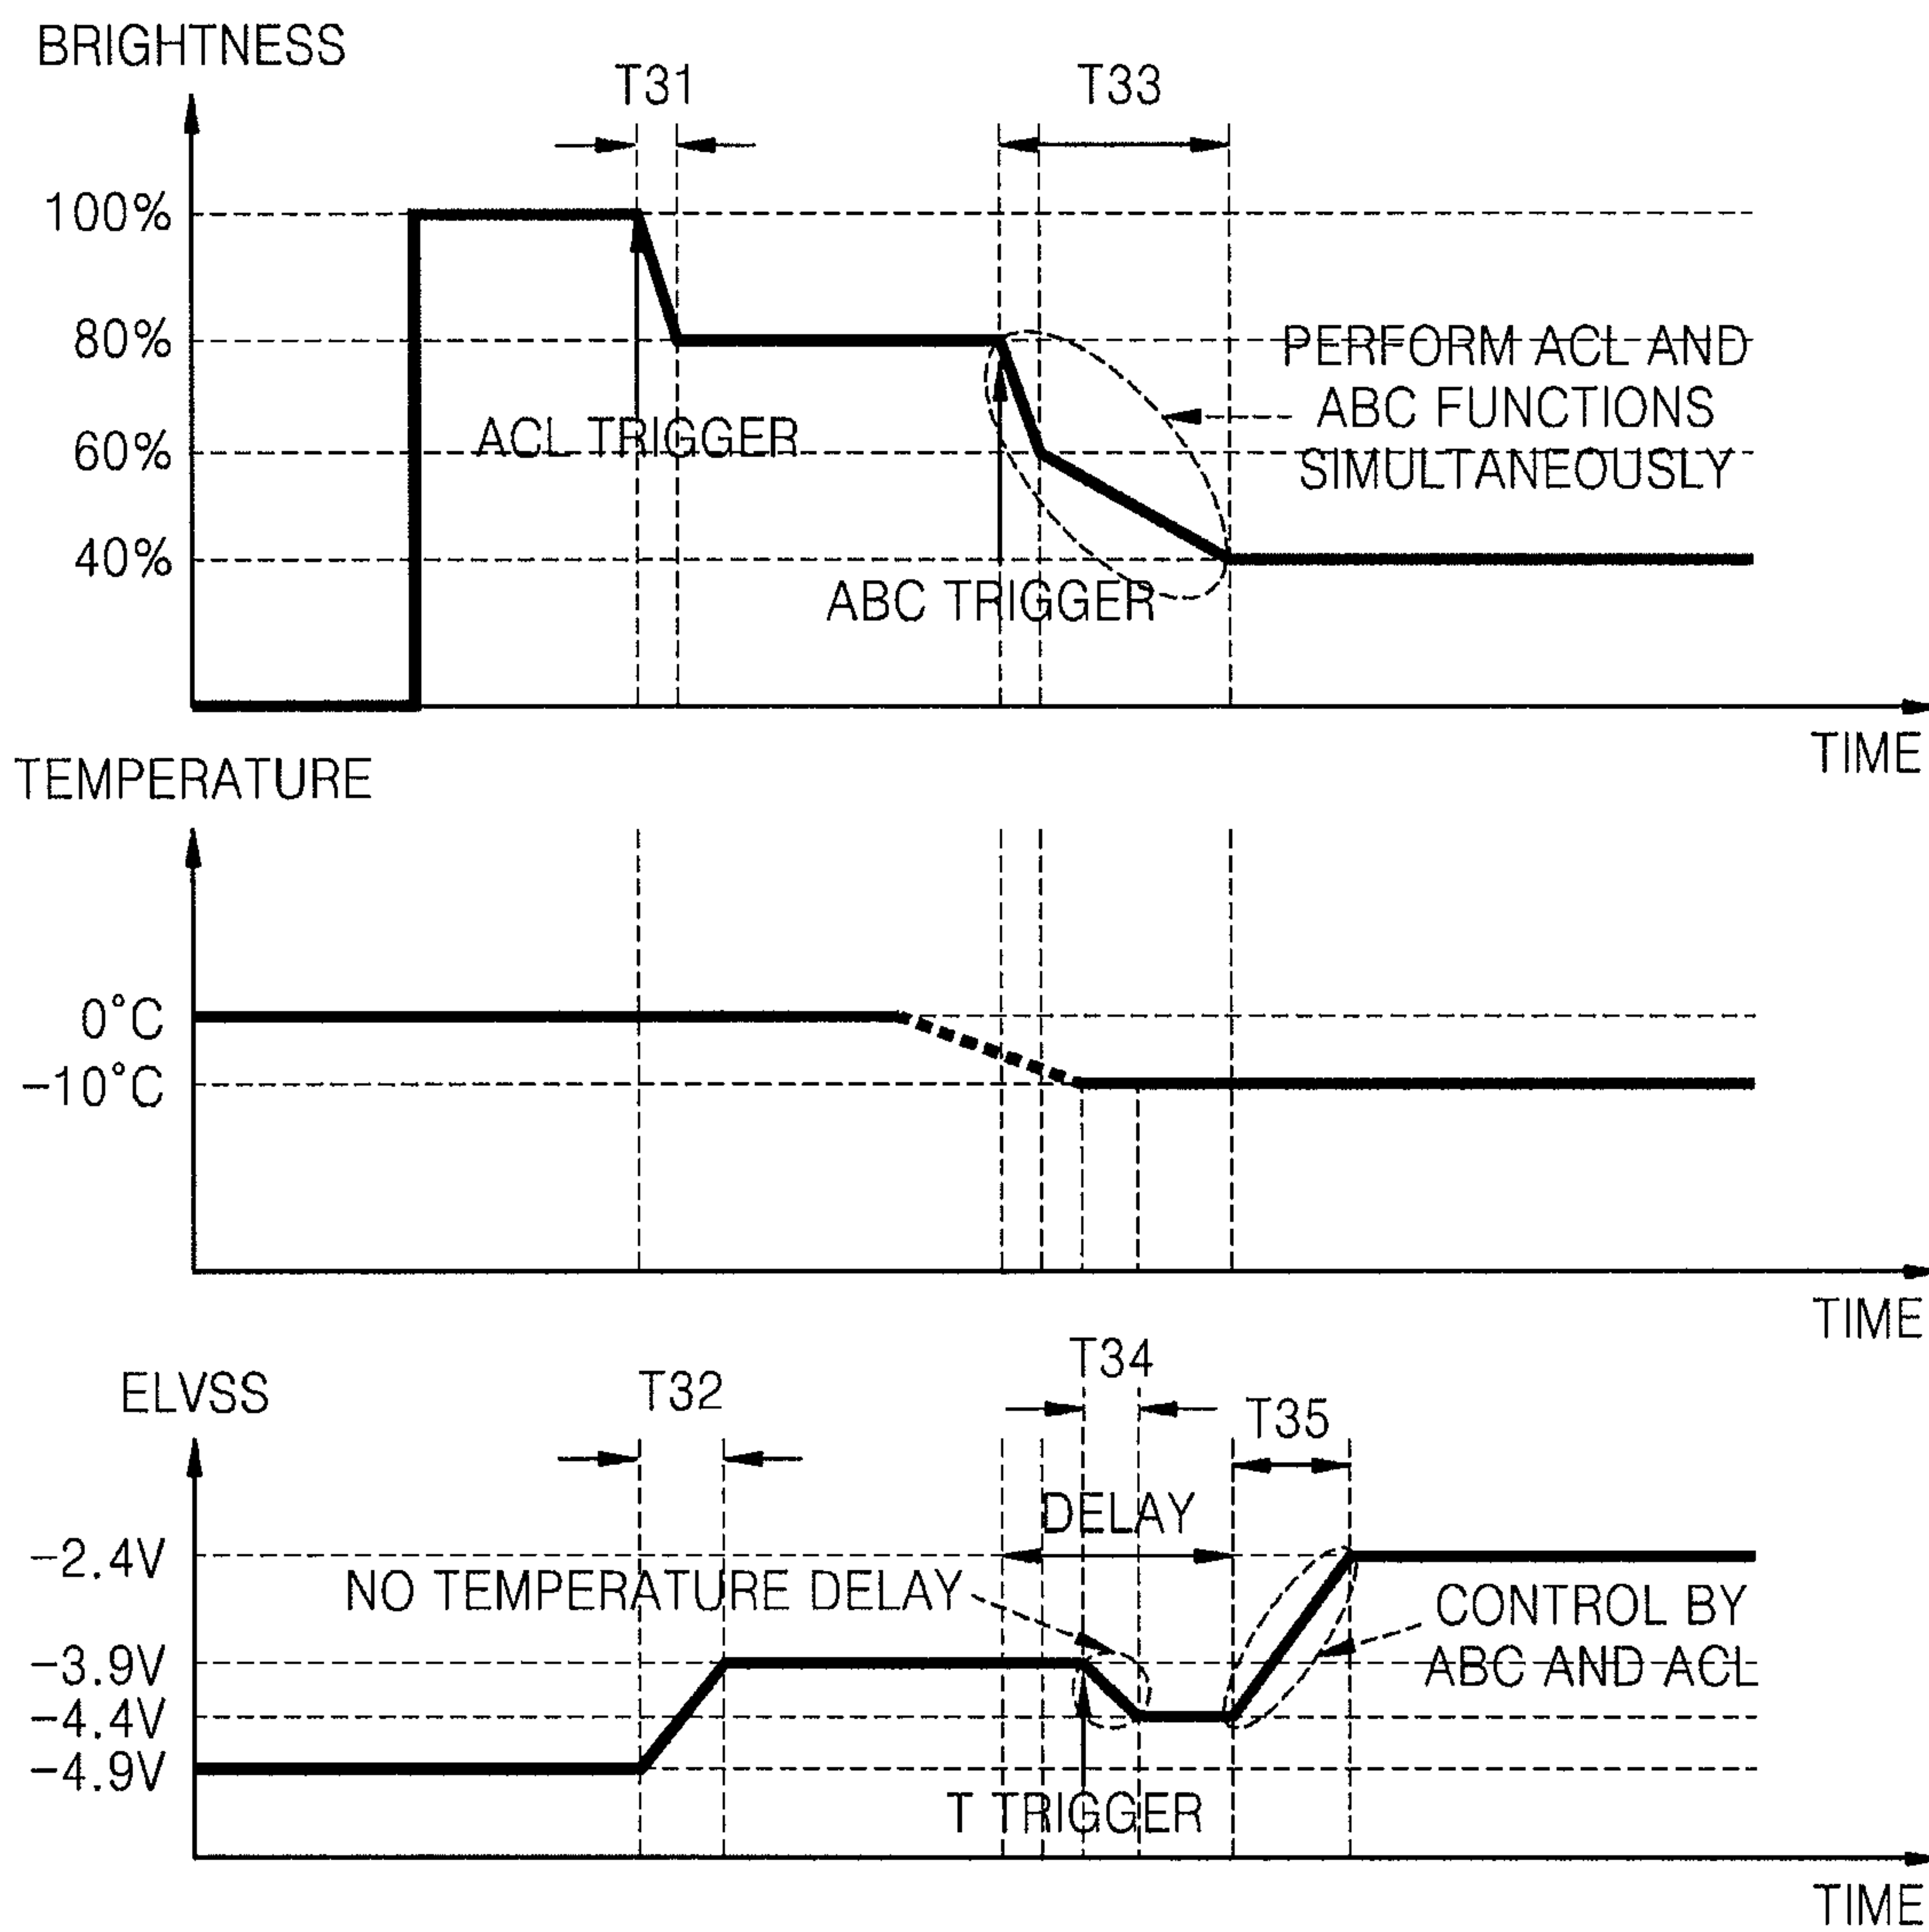 BRIGHTNESS
T31
T33
100%
80%
60%
40%
ACL TRIGGER
PERFORM ACL AND
ABC FUNCTIONS
SIMULTANEOUSLY
ABC TRIGGER
TIME
TEMPERATURE
0°C
-10°C
TIME
ELVSS
T32
T34
T35
DELAY
-2.4V
NO TEMPERATURE DELAY
CONTROL BY
ABC AND ACL
-3.9V
-4.4V
-4.9V
T TRIGGER
TIME